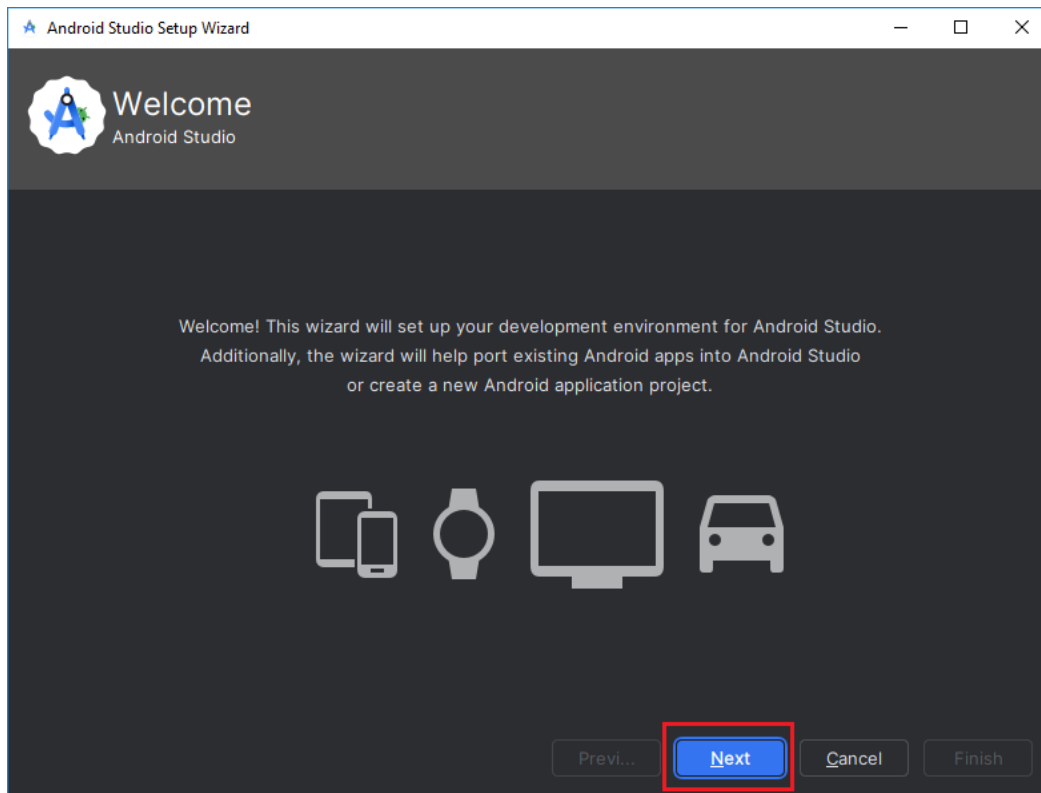 Android Studio Setup Wizard
Welcome
Android Studio
Welcome! This wizard will set up your development environment for Android Studio.
Additionally, the wizard will help port existing Android apps into Android Studio
or create a new Android application project.
Previ... Next Cancel Finish